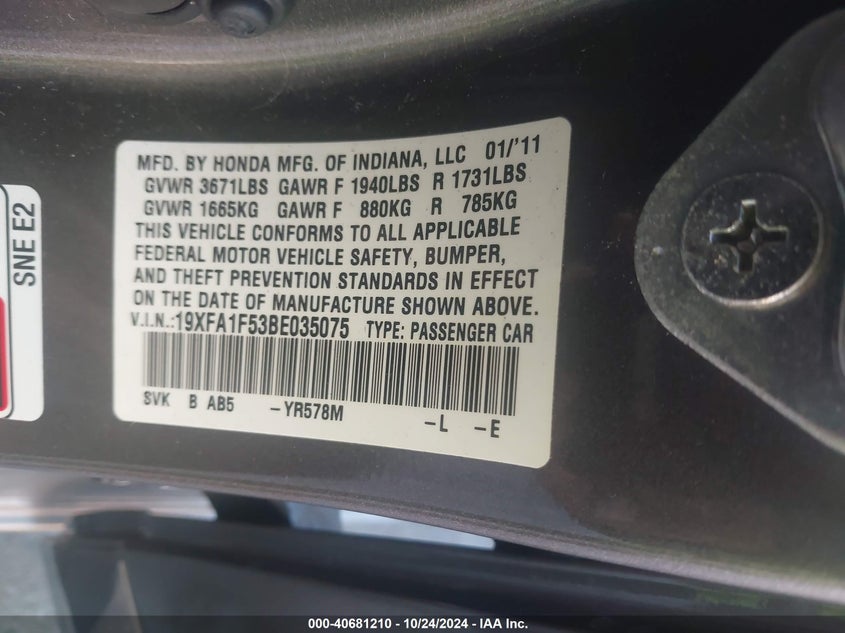 MFD. BY HONDA MFG. OF INDIANA, LLC 01/'11
GVWR 3671LBS GAWR F 1940LBS R 1731LBS
GVWR 1665KG GAWR F 880KG R 785KG
THIS VEHICLE CONFORMS TO ALL APPLICABLE
FEDERAL MOTOR VEHICLE SAFETY, BUMPER,
AND THEFT PREVENTION STANDARDS IN EFFECT
ON THE DATE OF MANUFACTURE SHOWN ABOVE.
V.I.N.:19XFA1F53BE035075 TYPE: PASSENGER CAR
SVK B AB5 -YR578M -L -E
SNE E2
000-40681210 - 10/24/2024 - IAA Inc.